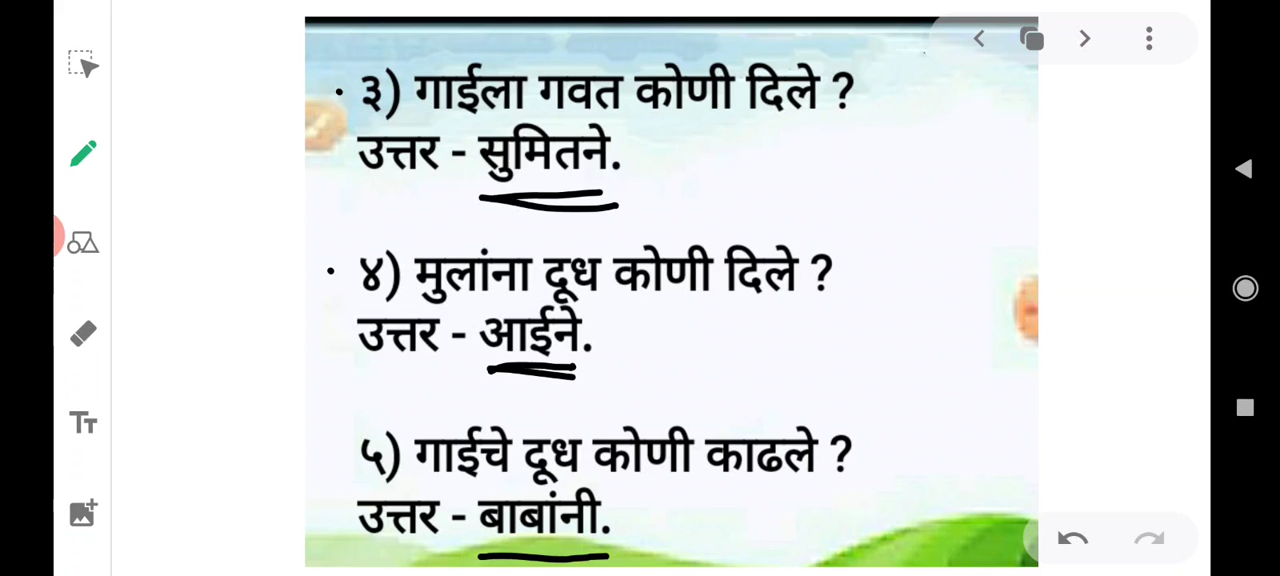 ३) गाईला गवत कोणी दिले ?
उत्तर - सुमितने.
४) मुलांना दूध कोणी दिले ?
उत्तर - आईने.
५) गाईचे दूध कोणी काढले ?
उत्तर - बाबांनी.